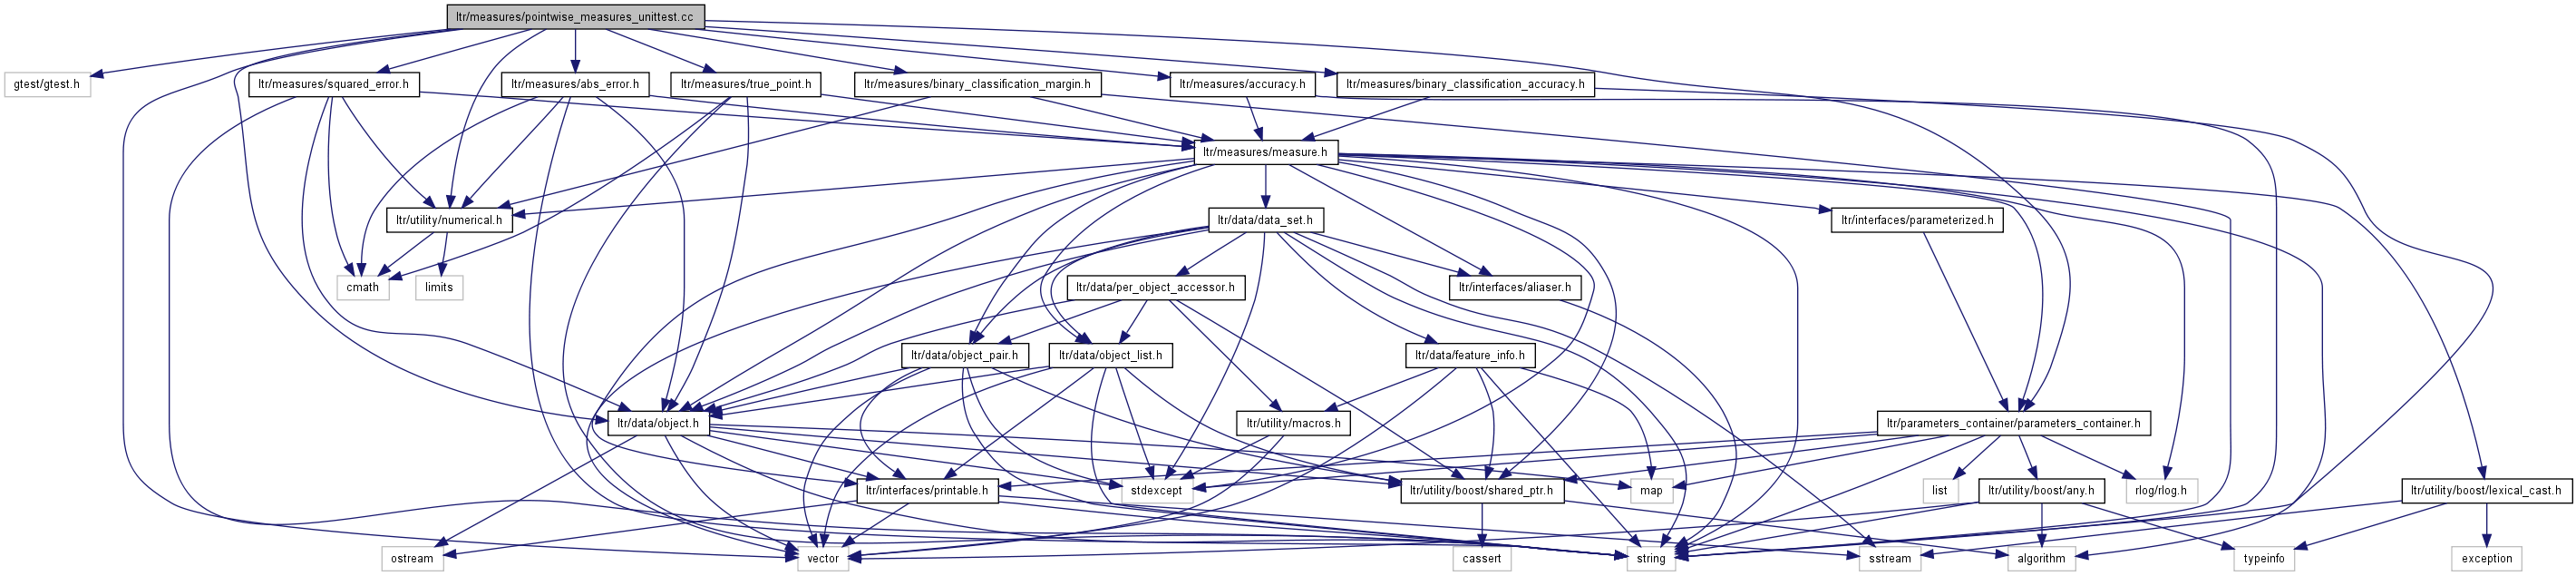 ltr/measures/pointwise_measures_unittest.cc
gtest/gtest.h
ltr/measures/squared_error.h
ltr/measures/abs_error.h
ltr/measures/true_point.h
ltr/measures/binary_classification_margin.h
ltr/measures/accuracy.h
ltr/measures/binary_classification_accuracy.h
ltr/measures/measure.h
ltr/utility/numerical.h
ltr/data/data_set.h
ltr/interfaces/parameterized.h
cmath
limits
ltr/data/per_object_accessor.h
ltr/interfaces/aliaser.h
ltr/data/object_pair.h
ltr/data/object_list.h
ltr/data/feature_info.h
ltr/data/object.h
ltr/utility/macros.h
ltr/parameters_container/parameters_container.h
ltr/interfaces/printable.h
stdexcept
ltr/utility/boost/shared_ptr.h
map
list
ltr/utility/boost/any.h
rlog/rlog.h
ltr/utility/boost/lexical_cast.h
ostream
vector
cassert
string
sstream
algorithm
typeinfo
exception